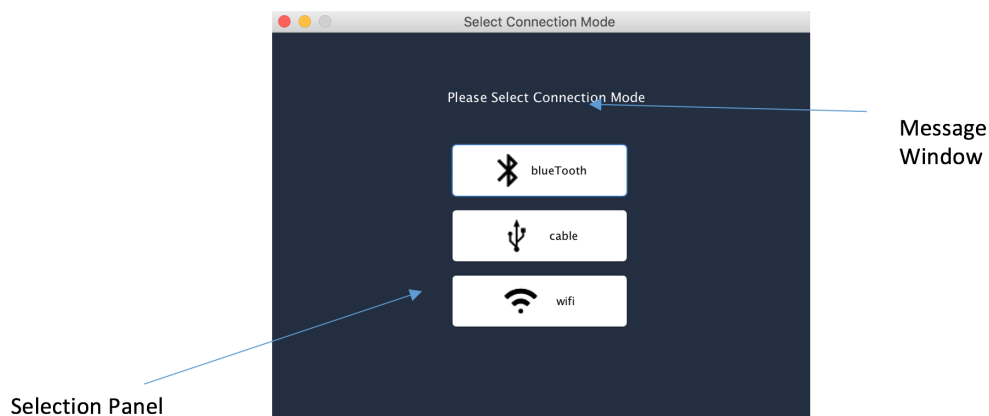 Select Connection Mode
Please Select Connection Mode
Message
Window
blueTooth
cable
wifi
Selection Panel